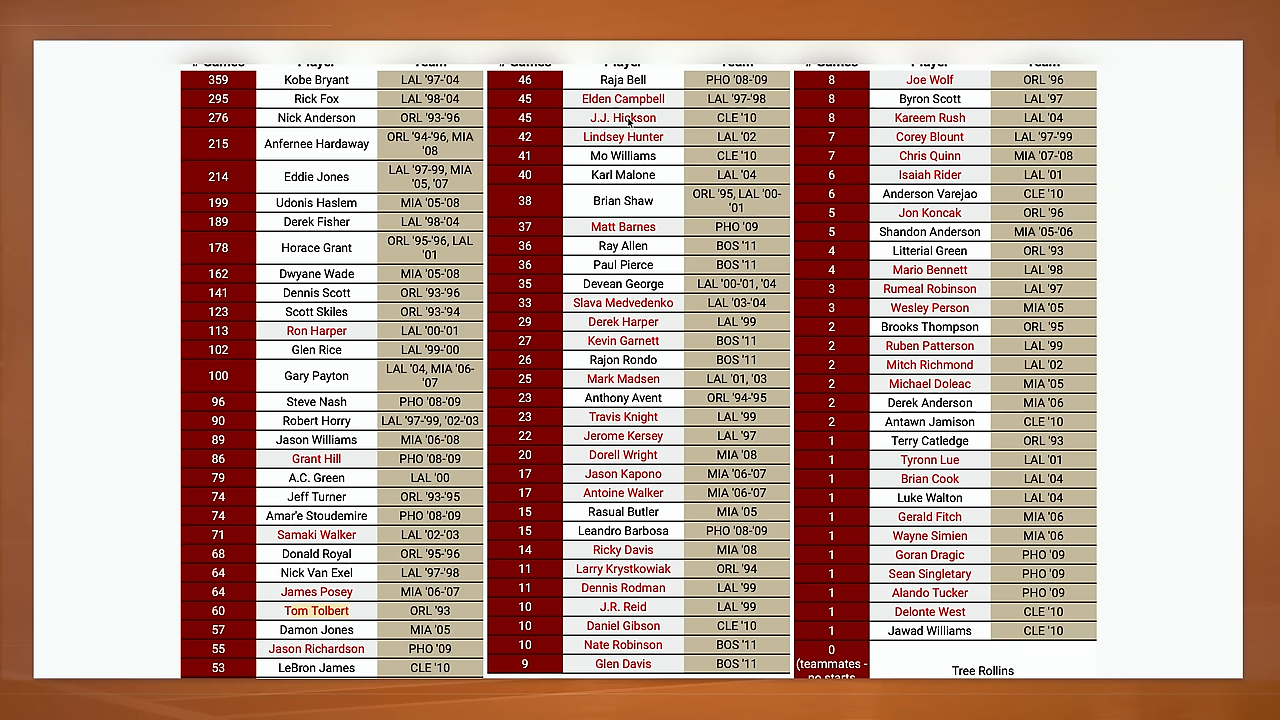 # Games Player Team
359 Kobe Bryant LAL '97-'04
295 Rick Fox LAL '98-'04
276 Nick Anderson ORL '93-'96
215 Anfernee Hardaway ORL '94-'96, MIA
'08
214 Eddie Jones LAL '97-'99, MIA
'05, '07
199 Udonis Haslem MIA '05-'08
189 Derek Fisher LAL '98-'04
178 Horace Grant ORL '95-'96, LAL
'01
162 Dwyane Wade MIA '05-'08
141 Dennis Scott ORL '93-'96
123 Scott Skiles ORL '93-'94
113 Ron Harper LAL '00-'01
102 Glen Rice LAL '99-'00
100 Gary Payton LAL '04, MIA '06-
'07
96 Steve Nash PHO '08-'09
90 Robert Horry LAL '97-'99, '02-'03
89 Jason Williams MIA '06-'08
86 Grant Hill PHO '08-'09
79 A.C. Green LAL '00
74 Jeff Turner ORL '93-'95
74 Amar'e Stoudemire PHO '08-'09
71 Samaki Walker LAL '02-'03
68 Donald Royal ORL '95-'96
64 Nick Van Exel LAL '97-'98
64 James Posey MIA '06-'07
60 Tom Tolbert ORL '93
57 Damon Jones MIA '05
55 Jason Richardson PHO '09
53 LeBron James CLE '10
# Games Player Team
46 Raja Bell PHO '08-'09
45 Elden Campbell LAL '97-'98
45 J.J. Hickson CLE '10
42 Lindsey Hunter LAL '02
41 Mo Williams CLE '10
40 Karl Malone LAL '04
38 Brian Shaw ORL '95, LAL '00-
'01
37 Matt Barnes PHO '09
36 Ray Allen BOS '11
36 Paul Pierce BOS '11
35 Devean George LAL '00-'01, '04
33 Slava Medvedenko LAL '03-'04
29 Derek Harper LAL '99
27 Kevin Garnett BOS '11
26 Rajon Rondo BOS '11
25 Mark Madsen LAL '01, '03
23 Anthony Avent ORL '94-'95
23 Travis Knight LAL '99
22 Jerome Kersey LAL '97
20 Dorell Wright MIA '08
17 Jason Kapono MIA '06-'07
17 Antoine Walker MIA '06-'07
15 Rasual Butler MIA '05
15 Leandro Barbosa PHO '08-'09
14 Ricky Davis MIA '08
11 Larry Krystkowiak ORL '94
11 Dennis Rodman LAL '99
10 J.R. Reid LAL '99
10 Daniel Gibson CLE '10
10 Nate Robinson BOS '11
9 Glen Davis BOS '11
# Games Player Team
8 Joe Wolf ORL '96
8 Byron Scott LAL '97
8 Kareem Rush LAL '04
7 Corey Blount LAL '97-'99
7 Chris Quinn MIA '07-'08
6 Isaiah Rider LAL '01
6 Anderson Varejao CLE '10
5 Jon Koncak ORL '96
5 Shandon Anderson MIA '05-'06
4 Litterial Green ORL '93
4 Mario Bennett LAL '98
3 Rumeal Robinson LAL '97
3 Wesley Person MIA '05
2 Brooks Thompson ORL '95
2 Ruben Patterson LAL '99
2 Mitch Richmond LAL '02
2 Michael Doleac MIA '05
2 Derek Anderson MIA '06
2 Antawn Jamison CLE '10
1 Terry Catledge ORL '93
1 Tyronn Lue LAL '01
1 Brian Cook LAL '04
1 Luke Walton LAL '04
1 Gerald Fitch MIA '06
1 Wayne Simien MIA '06
1 Goran Dragic PHO '09
1 Sean Singletary PHO '09
1 Alando Tucker PHO '09
1 Delonte West CLE '10
1 Jawad Williams CLE '10
0
(teammates -
no starts
Tree Rollins